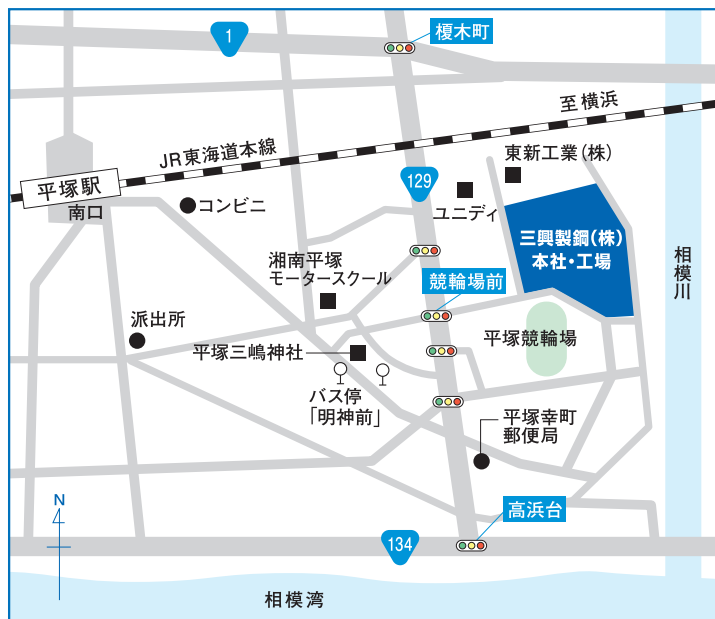 1
榎木町
至横浜
JR東海道本線
東新工業(株)
平塚駅
南口
コンビニ
129
ユニディ
三興製鋼(株)
本社・工場
相模川
湘南平塚
モータースクール
競輪場前
派出所
平塚競輪場
平塚三嶋神社
バス停
「明神前」
平塚幸町
郵便局
N
高浜台
134
相模湾